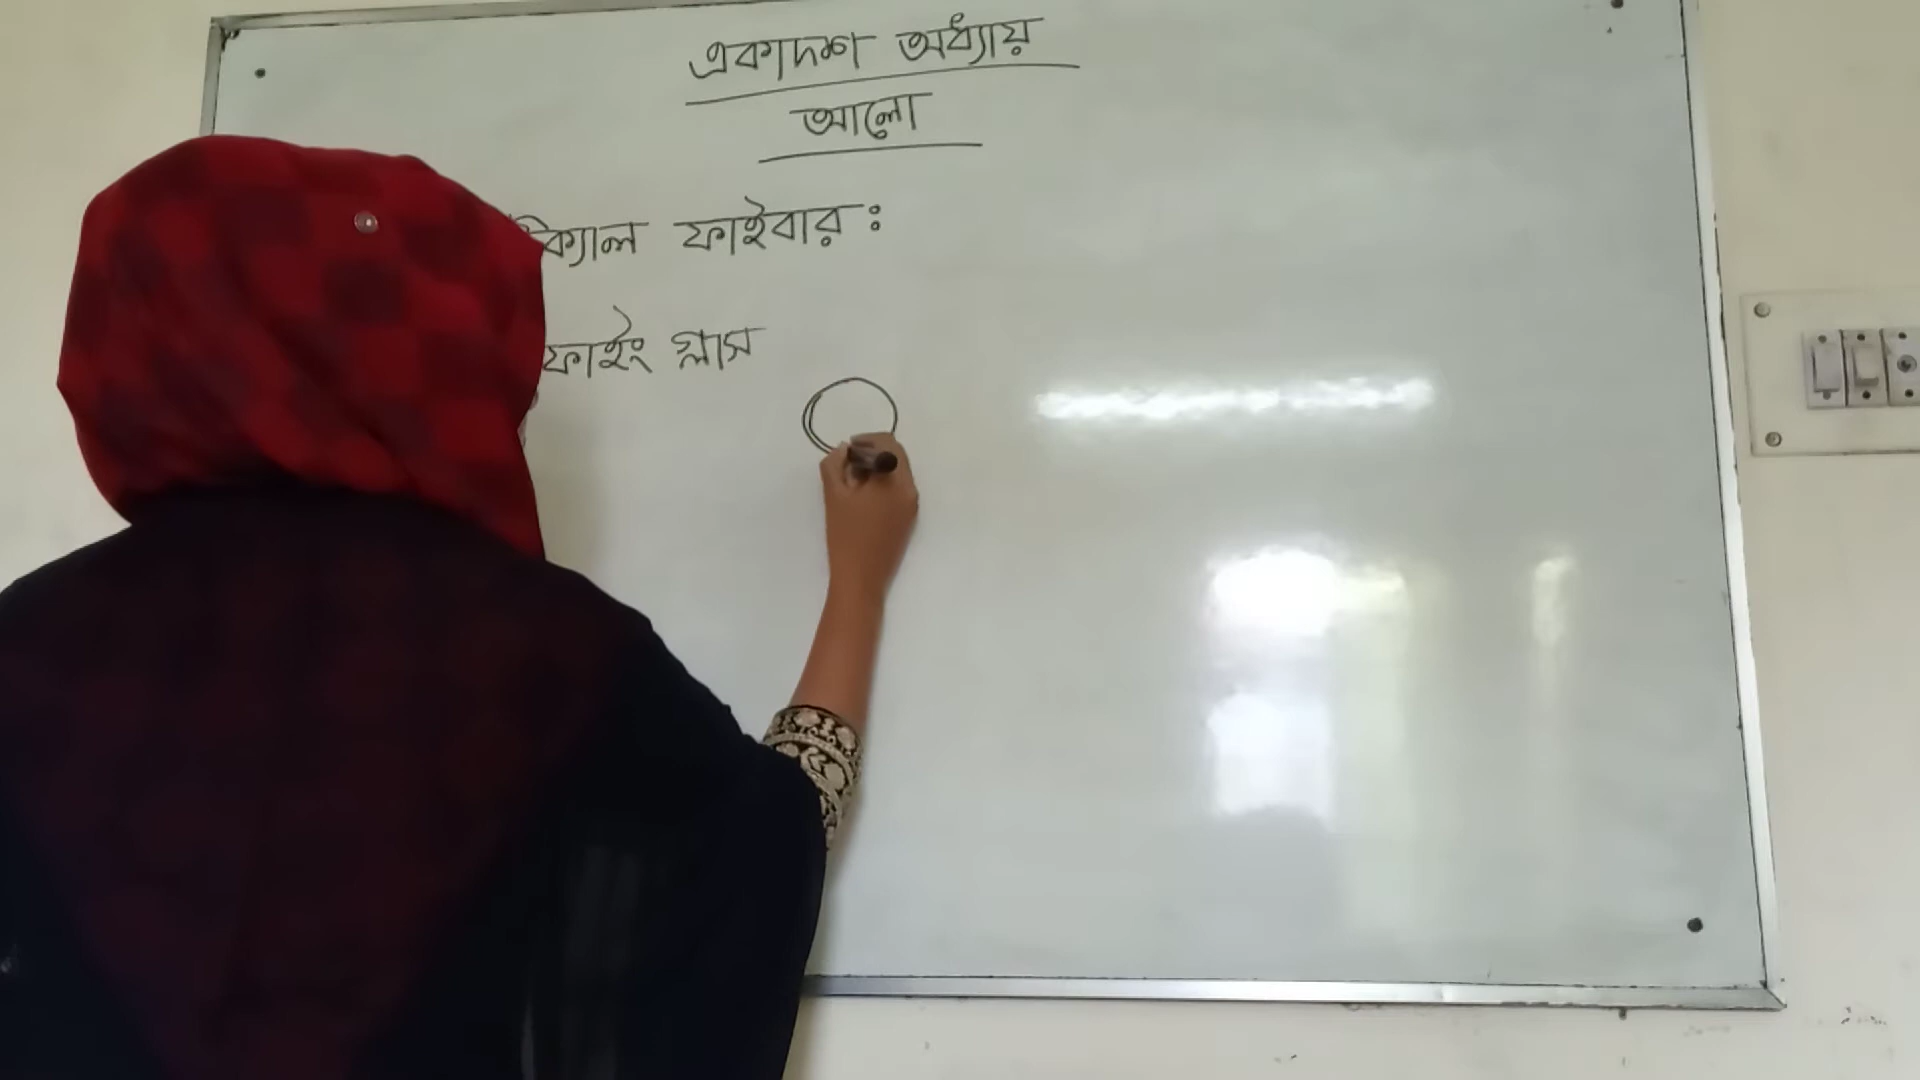 একাদশ অধ্যায়
আলো
ক্যাল ফাইবার ঃ
ফাইং গ্লাস